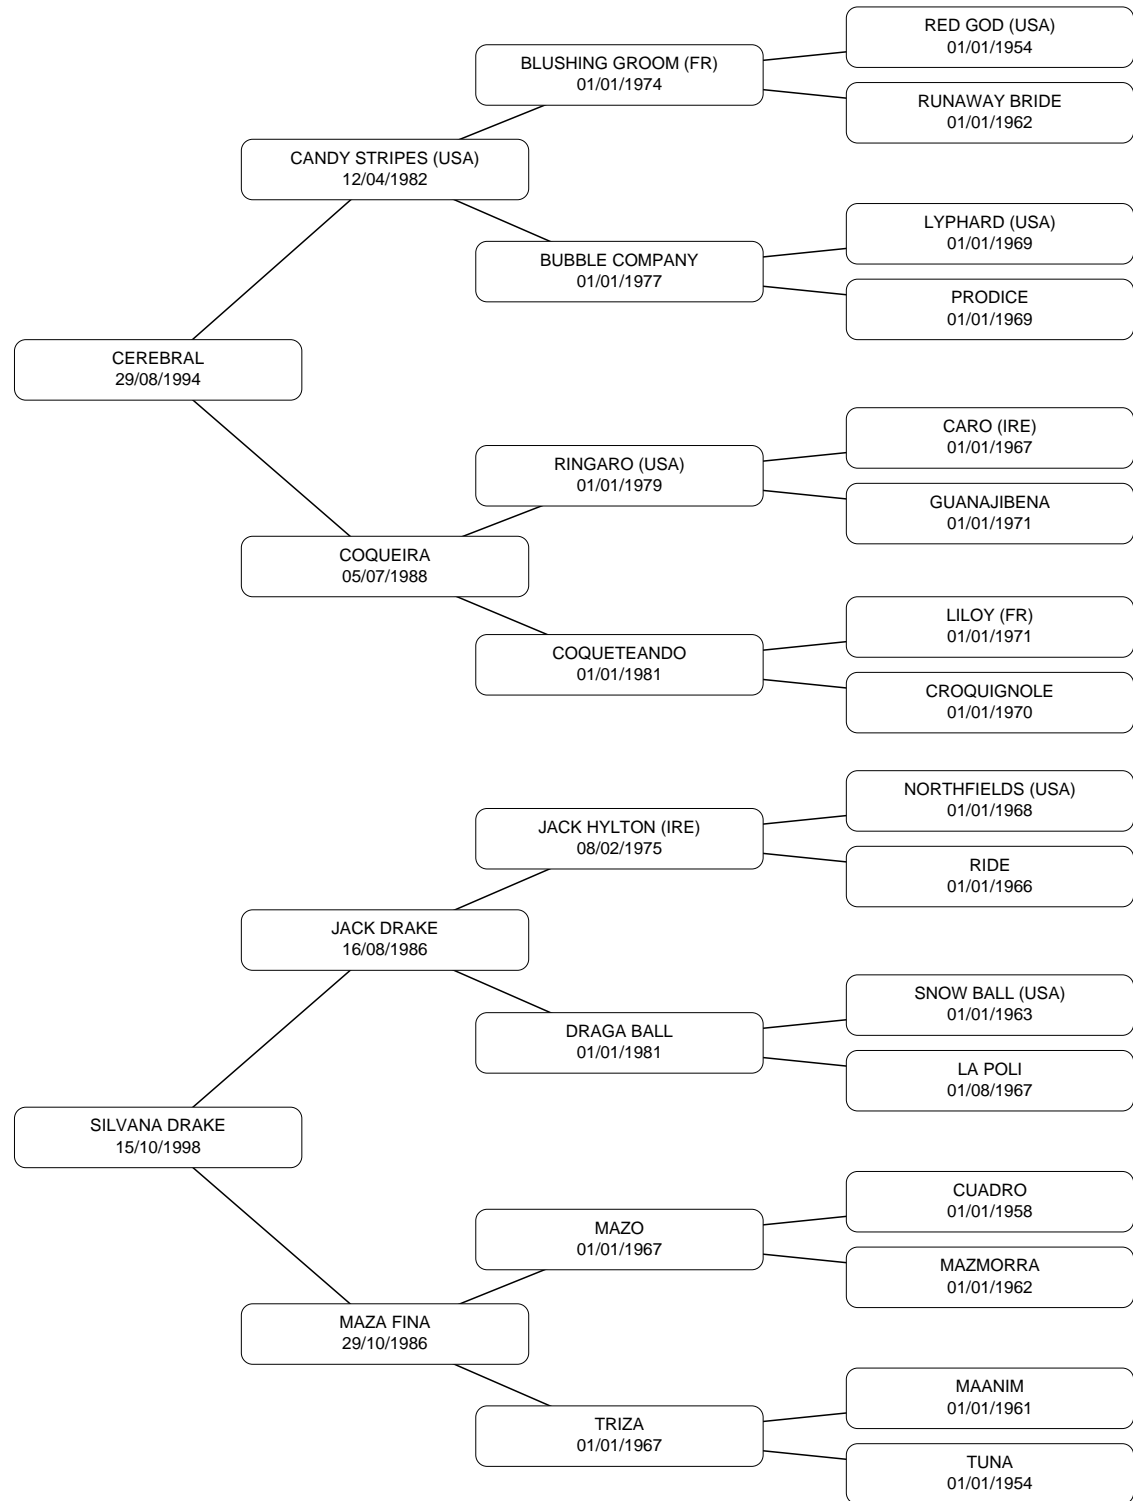 RED GOD (USA)
01/01/1954
BLUSHING GROOM (FR)
01/01/1974
RUNAWAY BRIDE
01/01/1962
CANDY STRIPES (USA)
12/04/1982
LYPHARD (USA)
01/01/1969
BUBBLE COMPANY
01/01/1977
PRODICE
01/01/1969
CEREBRAL
29/08/1994
CARO (IRE)
01/01/1967
RINGARO (USA)
01/01/1979
GUANAJIBENA
01/01/1971
COQUEIRA
05/07/1988
LILOY (FR)
01/01/1971
COQUETEANDO
01/01/1981
CROQUIGNOLE
01/01/1970
NORTHFIELDS (USA)
01/01/1968
JACK HYLTON (IRE)
08/02/1975
RIDE
01/01/1966
JACK DRAKE
16/08/1986
SNOW BALL (USA)
01/01/1963
DRAGA BALL
01/01/1981
LA POLI
01/08/1967
SILVANA DRAKE
15/10/1998
CUADRO
01/01/1958
MAZO
01/01/1967
MAZMORRA
01/01/1962
MAZA FINA
29/10/1986
MAANIM
01/01/1961
TRIZA
01/01/1967
TUNA
01/01/1954